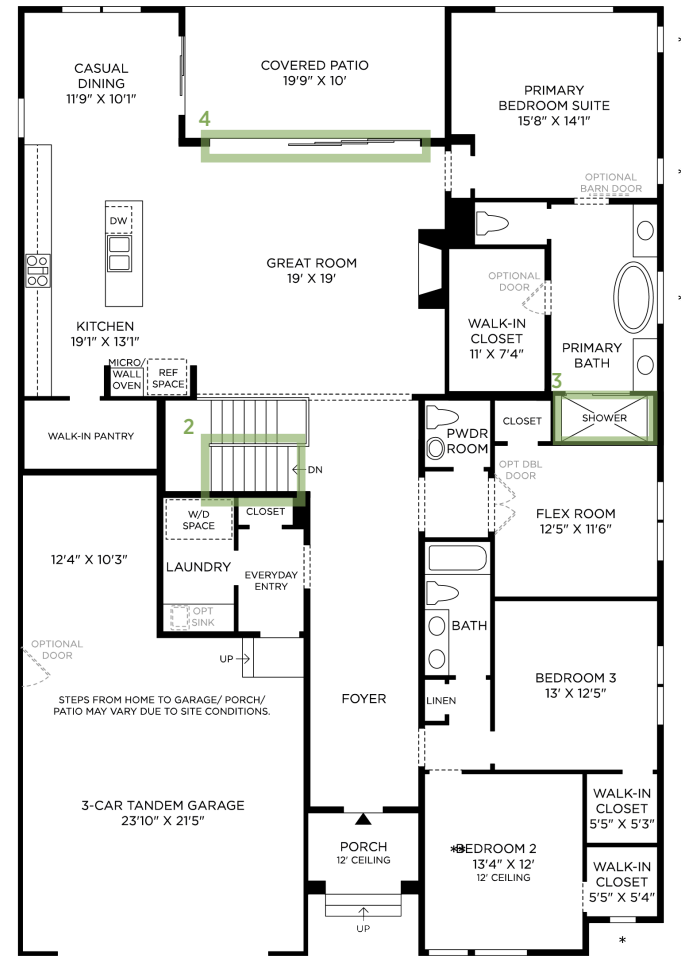 CASUAL
DINING
11'9" X 10'1"
COVERED PATIO
19'9" X 10'
PRIMARY
BEDROOM SUITE
15'8" X 14'1"
*
4
*
OPTIONAL
BARN DOOR
DW
GREAT ROOM
19' X 19'
OPTIONAL
DOOR
*
KITCHEN
19'1" X 13'1"
WALK-IN
CLOSET
11' X 7'4"
PRIMARY
BATH
MICRO/
WALL
OVEN
REF
SPACE
3
SHOWER
WALK-IN PANTRY
2
DN
PWDR
ROOM
CLOSET
OPT DBL
DOOR
FLEX ROOM
12'5" X 11'6"
W/D
SPACE
CLOSET
12'4" X 10'3"
LAUNDRY
EVERYDAY
ENTRY
OPT
SINK
BATH
OPTIONAL
DOOR
UP
STEPS FROM HOME TO GARAGE/ PORCH/
PATIO MAY VARY DUE TO SITE CONDITIONS.
FOYER
LINEN
BEDROOM 3
13' X 12'5"
3-CAR TANDEM GARAGE
23'10" X 21'5"
PORCH
12' CEILING
UP
**
BEDROOM 2
13'4" X 12'
12' CEILING
WALK-IN
CLOSET
5'5" X 5'3"
WALK-IN
CLOSET
5'5" X 5'4"
*